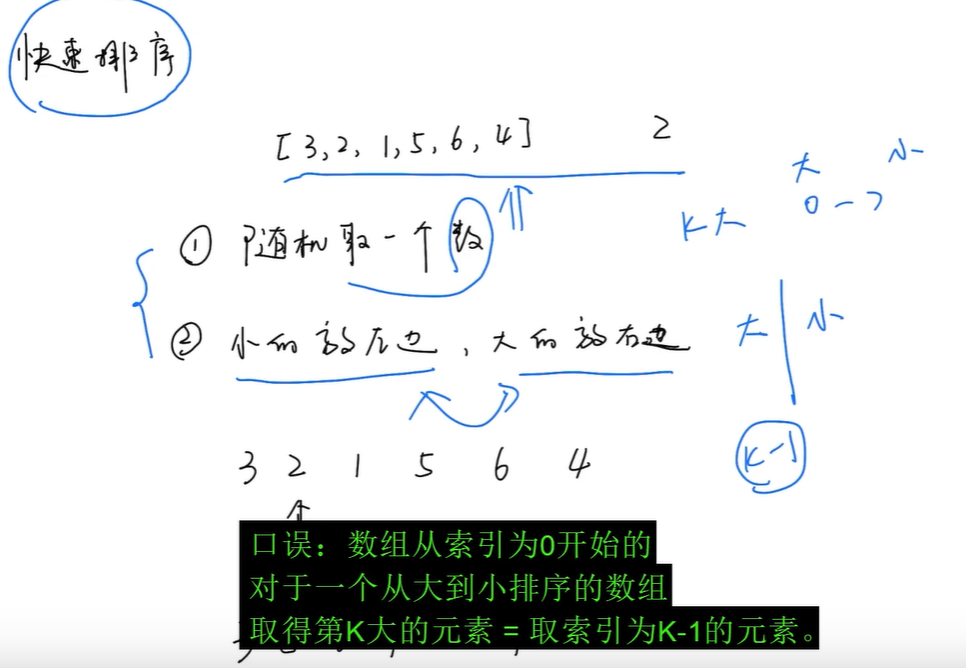 快速排序
[3,2,1,5,6,4] 2
大 小
K大 0-
① 随机取一个数
② 小的放左边,大的放右边
大 小
K-1
3 2 1 5 6 4
口误:数组从索引为0开始的
对于一个从大到小排序的数组
取得第K大的元素 = 取索引为K-1的元素。